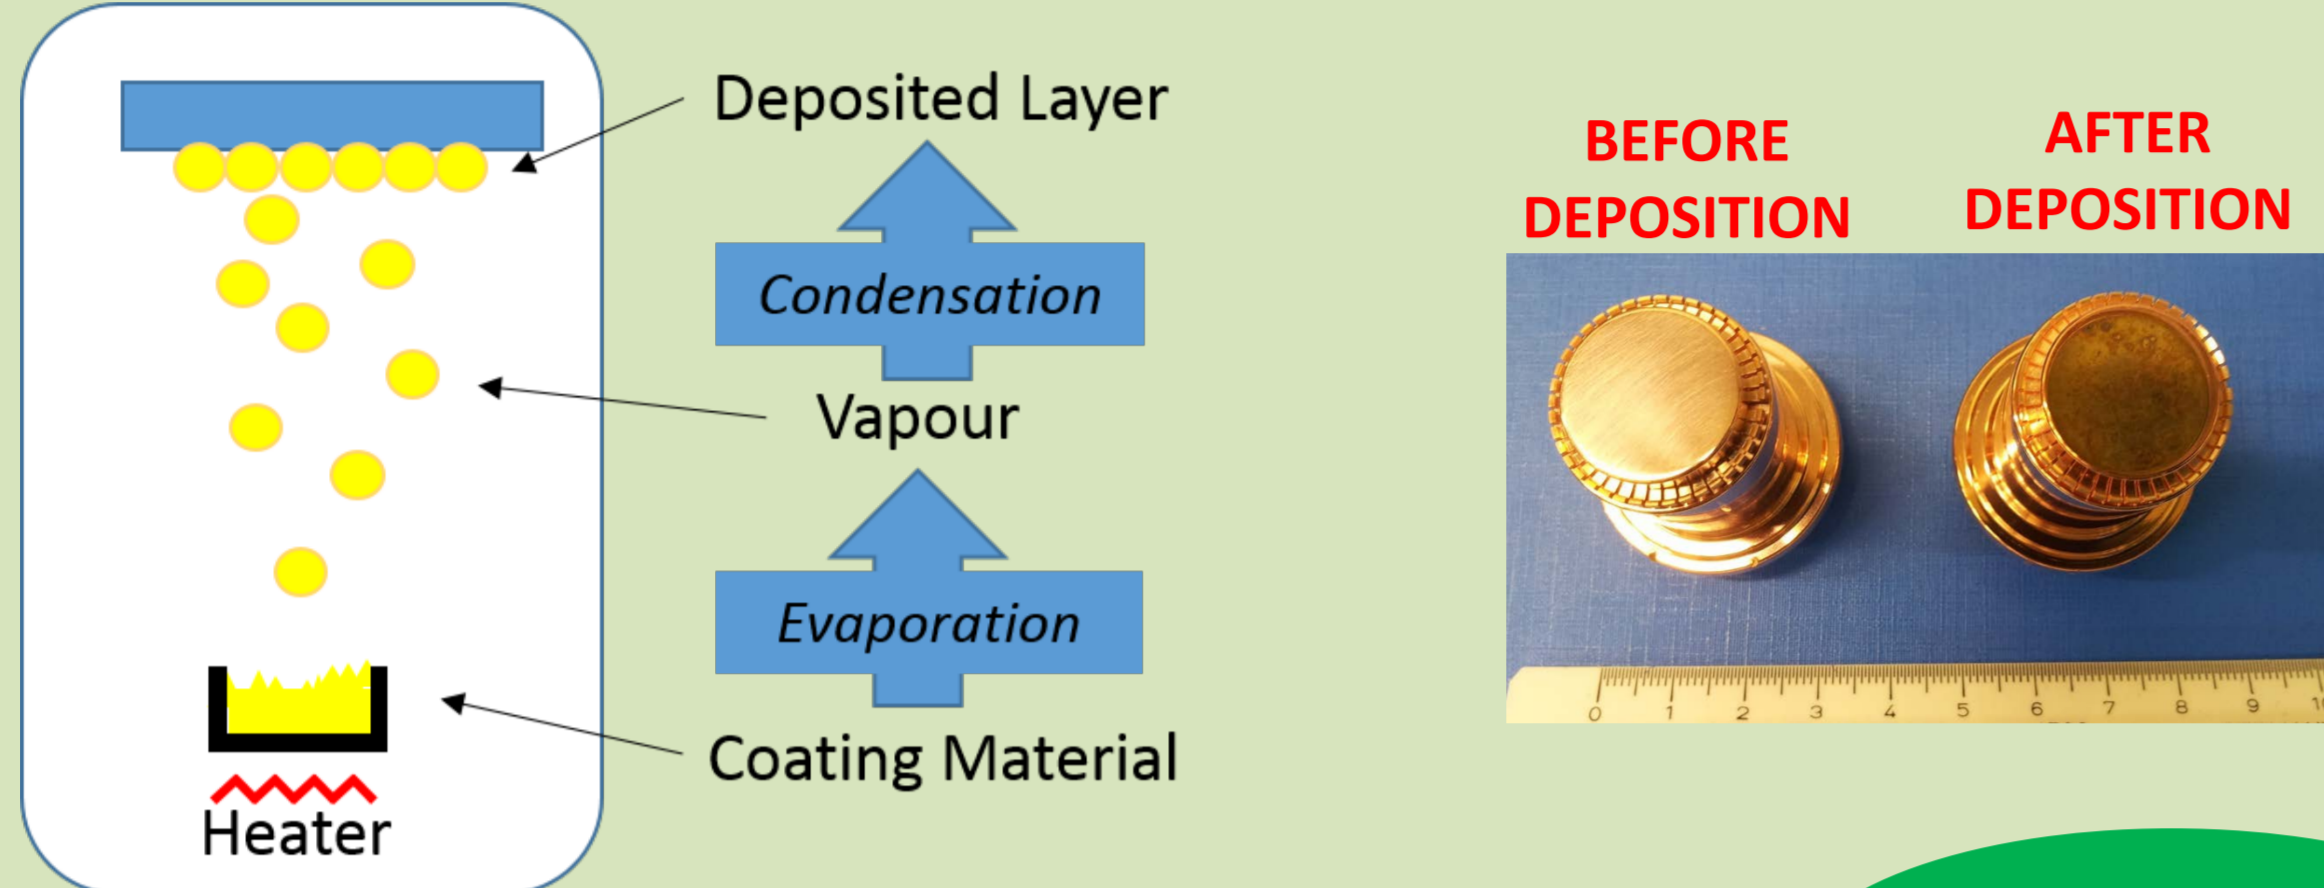 Deposited Layer
Condensation
Vapour
Evaporation
Coating Material
Heater
BEFORE
DEPOSITION
AFTER
DEPOSITION
0 1 2 3 4 5 6 7 8 9